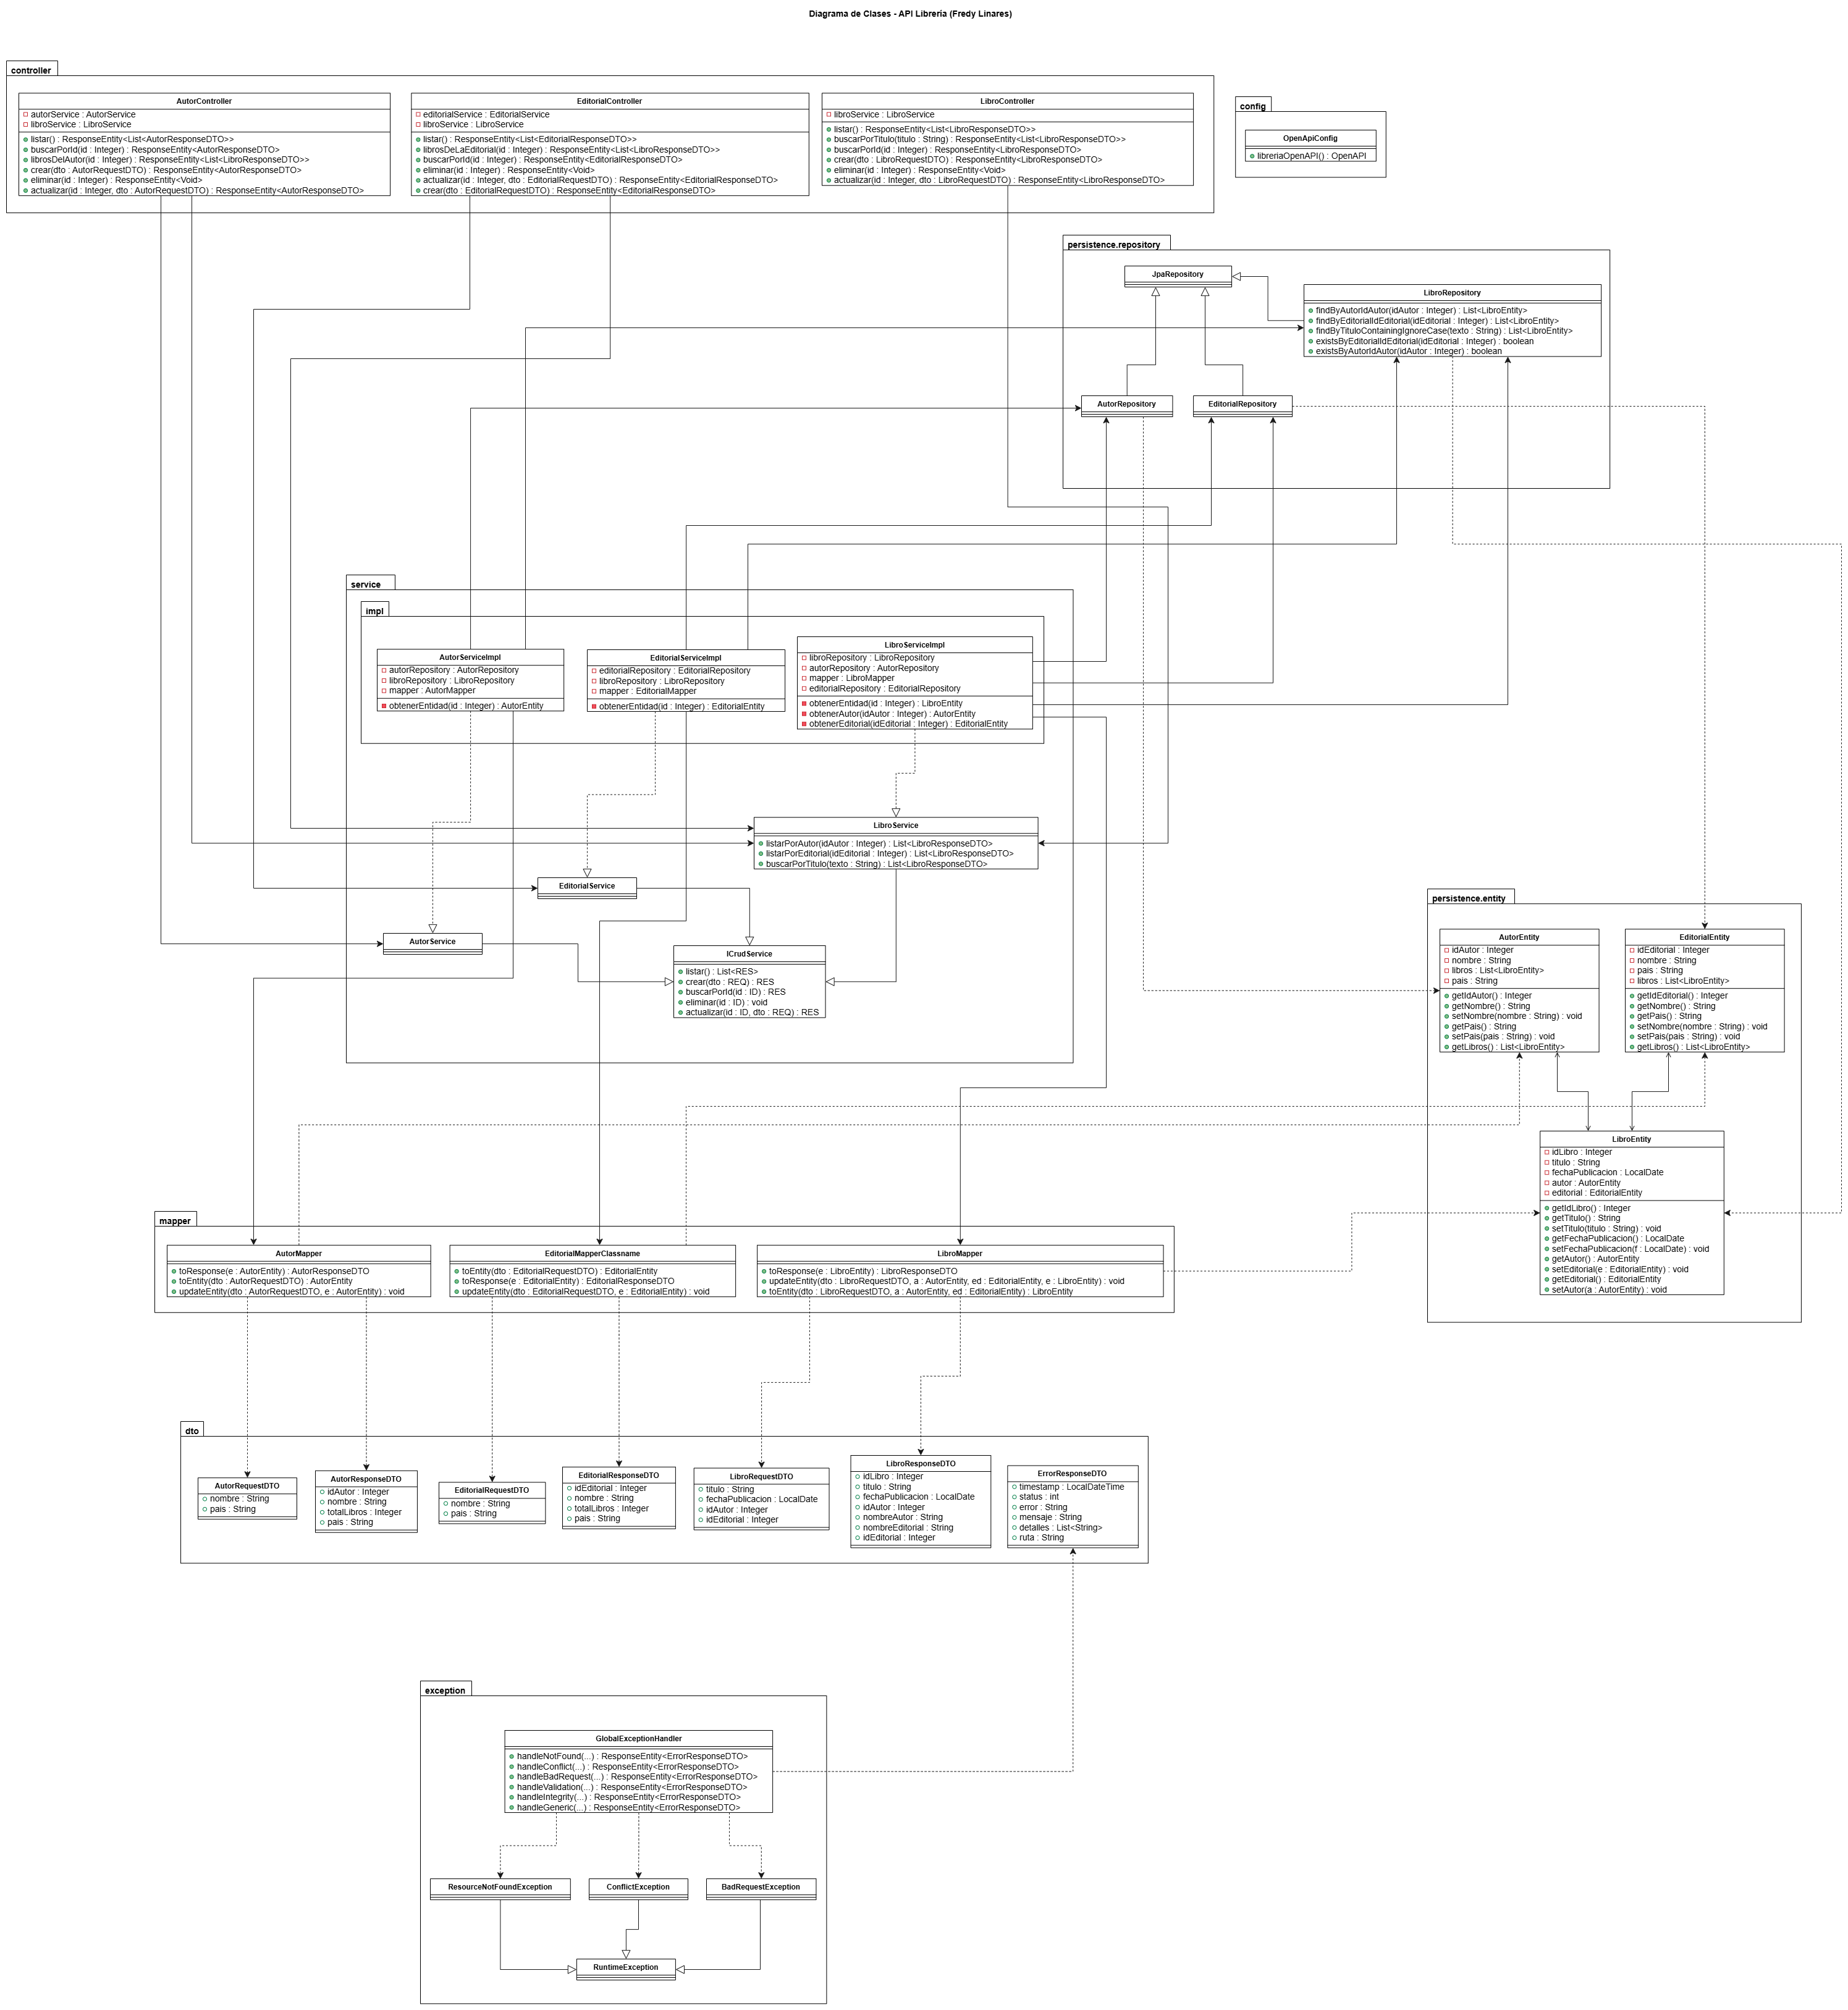 Diagrama de Clases - API Librería (Fredy Linares)
controller
AutorController
autorService : AutorService
libroService : LibroService
listar() : ResponseEntity<List<AutorResponseDTO>>
buscarPorId(id : Integer) : ResponseEntity<AutorResponseDTO>
librosDelAutor(id : Integer) : ResponseEntity<List<LibroResponseDTO>>
crear(dto : AutorRequestDTO) : ResponseEntity<AutorResponseDTO>
eliminar(id : Integer) : ResponseEntity<Void>
actualizar(id : Integer, dto : AutorRequestDTO) : ResponseEntity<AutorResponseDTO>
EditorialController
editorialService : EditorialService
libroService : LibroService
listar() : ResponseEntity<List<EditorialResponseDTO>>
librosDeLaEditorial(id : Integer) : ResponseEntity<List<LibroResponseDTO>>
buscarPorId(id : Integer) : ResponseEntity<EditorialResponseDTO>
eliminar(id : Integer) : ResponseEntity<Void>
actualizar(id : Integer, dto : EditorialRequestDTO) : ResponseEntity<EditorialResponseDTO>
crear(dto : EditorialRequestDTO) : ResponseEntity<EditorialResponseDTO>
LibroController
libroService : LibroService
listar() : ResponseEntity<List<LibroResponseDTO>>
buscarPorTitulo(titulo : String) : ResponseEntity<List<LibroResponseDTO>>
buscarPorId(id : Integer) : ResponseEntity<LibroResponseDTO>
crear(dto : LibroRequestDTO) : ResponseEntity<LibroResponseDTO>
eliminar(id : Integer) : ResponseEntity<Void>
actualizar(id : Integer, dto : LibroRequestDTO) : ResponseEntity<LibroResponseDTO>
config
OpenApiConfig
libreriaOpenAPI() : OpenAPI
persistence.repository
JpaRepository
LibroRepository
findByAutorIdAutor(idAutor : Integer) : List<LibroEntity>
findByEditorialIdEditorial(idEditorial : Integer) : List<LibroEntity>
findByTituloContainingIgnoreCase(texto : String) : List<LibroEntity>
existsByEditorialIdEditorial(idEditorial : Integer) : boolean
existsByAutorIdAutor(idAutor : Integer) : boolean
AutorRepository
EditorialRepository
service
impl
AutorServiceImpl
autorRepository : AutorRepository
libroRepository : LibroRepository
mapper : AutorMapper
obtenerEntidad(id : Integer) : AutorEntity
EditorialServiceImpl
editorialRepository : EditorialRepository
libroRepository : LibroRepository
mapper : EditorialMapper
obtenerEntidad(id : Integer) : EditorialEntity
LibroServiceImpl
libroRepository : LibroRepository
autorRepository : AutorRepository
mapper : LibroMapper
editorialRepository : EditorialRepository
obtenerEntidad(id : Integer) : LibroEntity
obtenerAutor(idAutor : Integer) : AutorEntity
obtenerEditorial(idEditorial : Integer) : EditorialEntity
LibroService
listarPorAutor(idAutor : Integer) : List<LibroResponseDTO>
listarPorEditorial(idEditorial : Integer) : List<LibroResponseDTO>
buscarPorTitulo(texto : String) : List<LibroResponseDTO>
EditorialService
AutorService
ICrudService
listar() : List<RES>
crear(dto : REQ) : RES
buscarPorId(id : ID) : RES
eliminar(id : ID) : void
actualizar(id : ID, dto : REQ) : RES
persistence.entity
AutorEntity
idAutor : Integer
nombre : String
libros : List<LibroEntity>
pais : String
getIdAutor() : Integer
getNombre() : String
setNombre(nombre : String) : void
getPais() : String
setPais(pais : String) : void
getLibros() : List<LibroEntity>
EditorialEntity
idEditorial : Integer
nombre : String
pais : String
libros : List<LibroEntity>
getIdEditorial() : Integer
getNombre() : String
getPais() : String
setNombre(nombre : String) : void
setPais(pais : String) : void
getLibros() : List<LibroEntity>
LibroEntity
idLibro : Integer
titulo : String
fechaPublicacion : LocalDate
autor : AutorEntity
editorial : EditorialEntity
getIdLibro() : Integer
getTitulo() : String
setTitulo(titulo : String) : void
getFechaPublicacion() : LocalDate
setFechaPublicacion(f : LocalDate) : void
getAutor() : AutorEntity
setEditorial(e : EditorialEntity) : void
getEditorial() : EditorialEntity
setAutor(a : AutorEntity) : void
mapper
AutorMapper
toResponse(e : AutorEntity) : AutorResponseDTO
toEntity(dto : AutorRequestDTO) : AutorEntity
updateEntity(dto : AutorRequestDTO, e : AutorEntity) : void
EditorialMapperClassname
toEntity(dto : EditorialRequestDTO) : EditorialEntity
toResponse(e : EditorialEntity) : EditorialResponseDTO
updateEntity(dto : EditorialRequestDTO, e : EditorialEntity) : void
LibroMapper
toResponse(e : LibroEntity) : LibroResponseDTO
updateEntity(dto : LibroRequestDTO, a : AutorEntity, ed : EditorialEntity, e : LibroEntity) : void
toEntity(dto : LibroRequestDTO, a : AutorEntity, ed : EditorialEntity) : LibroEntity
dto
AutorRequestDTO
nombre : String
pais : String
AutorResponseDTO
idAutor : Integer
nombre : String
totalLibros : Integer
pais : String
EditorialRequestDTO
nombre : String
pais : String
EditorialResponseDTO
idEditorial : Integer
nombre : String
totalLibros : Integer
pais : String
LibroRequestDTO
titulo : String
fechaPublicacion : LocalDate
idAutor : Integer
idEditorial : Integer
LibroResponseDTO
idLibro : Integer
titulo : String
fechaPublicacion : LocalDate
idAutor : Integer
nombreAutor : String
nombreEditorial : String
idEditorial : Integer
ErrorResponseDTO
timestamp : LocalDateTime
status : int
error : String
mensaje : String
detalles : List<String>
ruta : String
exception
GlobalExceptionHandler
handleNotFound(...) : ResponseEntity<ErrorResponseDTO>
handleConflict(...) : ResponseEntity<ErrorResponseDTO>
handleBadRequest(...) : ResponseEntity<ErrorResponseDTO>
handleValidation(...) : ResponseEntity<ErrorResponseDTO>
handleIntegrity(...) : ResponseEntity<ErrorResponseDTO>
handleGeneric(...) : ResponseEntity<ErrorResponseDTO>
ResourceNotFoundException
ConflictException
BadRequestException
RuntimeException